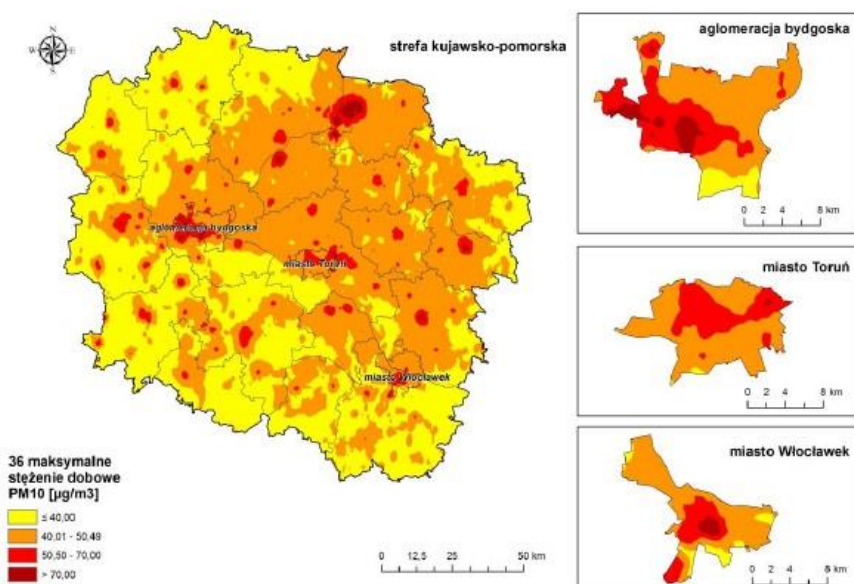 N
W
E
S
strefa kujawsko-pomorska
aglomeracja bydgoska
miasto Toruń
miasto Włocławek
36 maksymalne
stężenie dobowe
PM10 [µg/m3]
≤ 40,00
40,01 - 50,49
50,50 - 70,00
> 70,00
0 12,5 25 50 km
aglomeracja bydgoska
0 2 4 8 km
miasto Toruń
0 2 4 8 km
miasto Włocławek
0 2 4 8 km